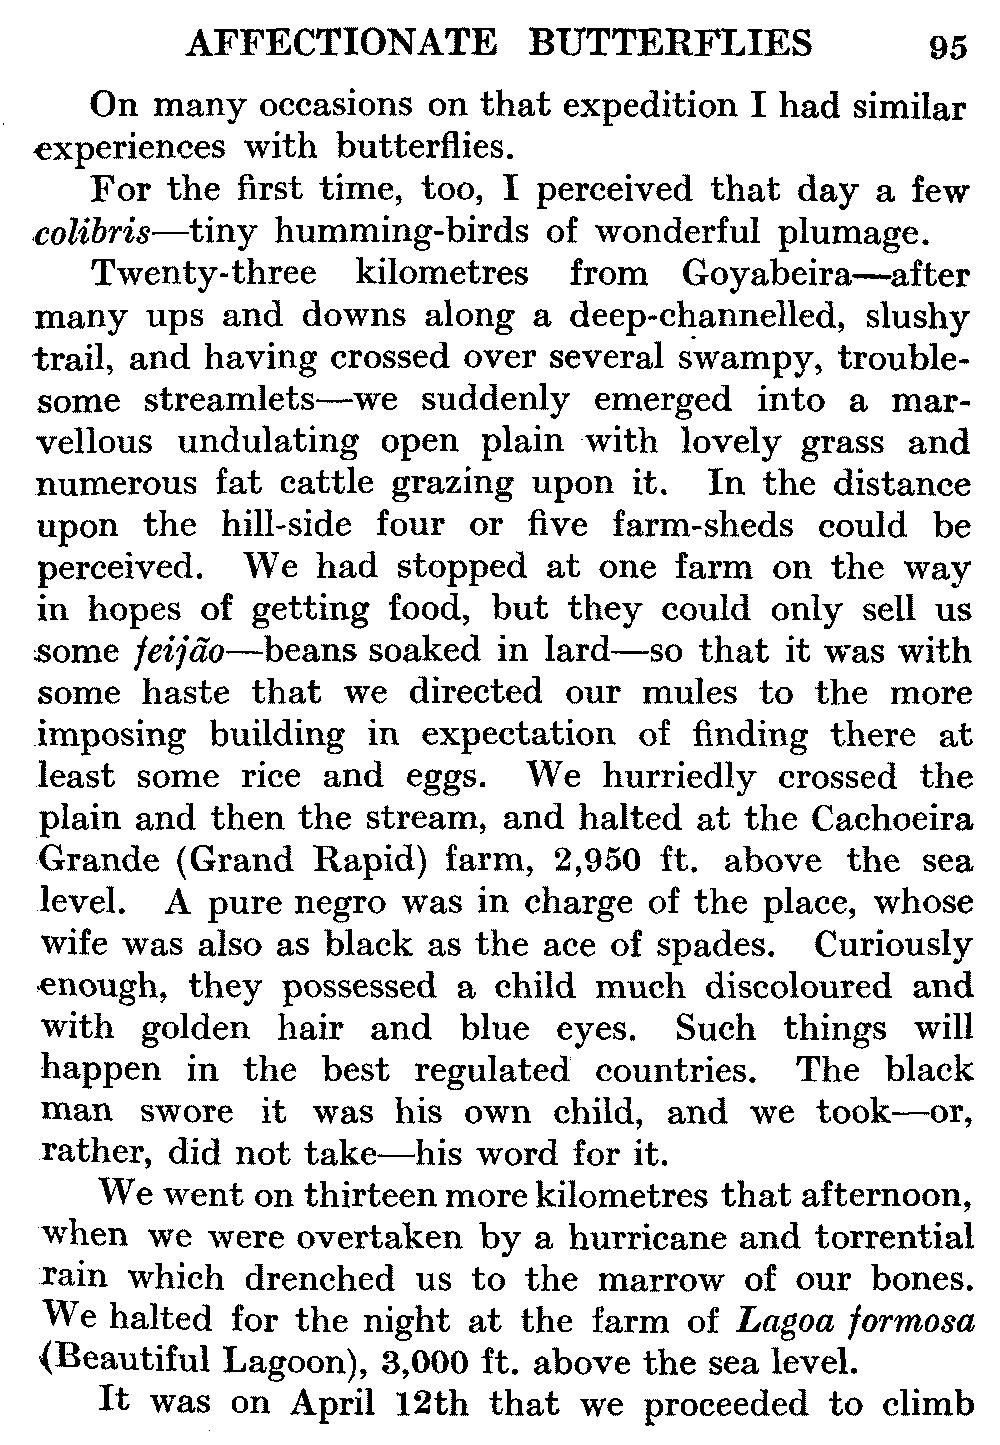 AFFECTIONATE BUTTERFLIES 95
On many occasions on that expedition I had similar
experiences with butterflies.
For the first time, too, I perceived that day a few
colibris—tiny humming-birds of wonderful plumage.
Twenty-three kilometres from Goyabeira—after
many ups and downs along a deep-channelled, slushy
trail, and having crossed over several swampy, trouble-
some streamlets—we suddenly emerged into a mar-
vellous undulating open plain with lovely grass and
numerous fat cattle grazing upon it. In the distance
upon the hill-side four or five farm-sheds could be
perceived. We had stopped at one farm on the way
in hopes of getting food, but they could only sell us
some feijão—beans soaked in lard—so that it was with
some haste that we directed our mules to the more
imposing building in expectation of finding there at
least some rice and eggs. We hurriedly crossed the
plain and then the stream, and halted at the Cachoeira
Grande (Grand Rapid) farm, 2,950 ft. above the sea
level. A pure negro was in charge of the place, whose
wife was also as black as the ace of spades. Curiously
enough, they possessed a child much discoloured and
with golden hair and blue eyes. Such things will
happen in the best regulated countries. The black
man swore it was his own child, and we took—or,
rather, did not take—his word for it.
We went on thirteen more kilometres that afternoon,
when we were overtaken by a hurricane and torrential
rain which drenched us to the marrow of our bones.
We halted for the night at the farm of Lagoa formosa
(Beautiful Lagoon), 3,000 ft. above the sea level.
It was on April 12th that we proceeded to climb